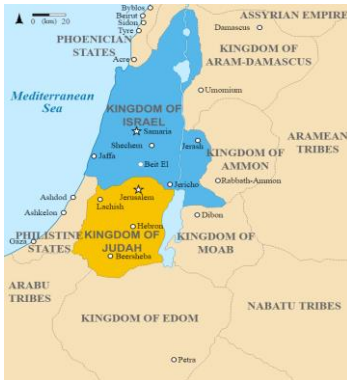 Byblos
Beirut
Sidon
Tyre
ASSYRIAN EMPIRE
Damascus
PHOENICIAN
STATES
KINGDOM OF
ARAM-DAMASCUS
Acre
0 (km) 20
Umomium
Mediterranean
Sea
KINGDOM OF
ISRAEL
Samaria
ARAMEAN
TRIBES
Shechem
Jerash
Jaffa
Beit El
KINGDOM OF
AMMON
Rabbath-Ammon
Jericho
Ashdod
Jerusalem
Lachish
Ashkelon
Dibon
Gaza
PHILISTINE
STATES
Hebron
KINGDOM OF
JUDAH
KINGDOM OF
MOAB
Beersheba
ARABU
TRIBES
NABATU TRIBES
KINGDOM OF EDOM
Petra